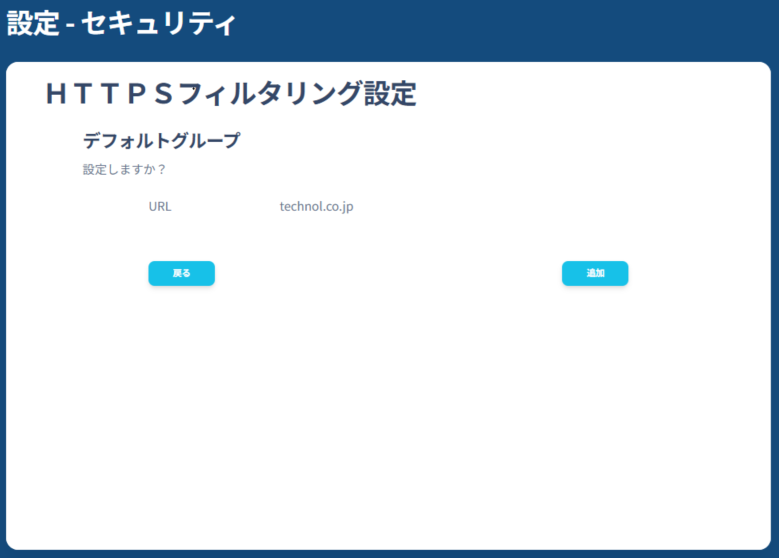 設定 - セキュリティ
ＨＴＴＰＳフィルタリング設定
デフォルトグループ
設定しますか？
URL technol.co.jp
戻る 追加